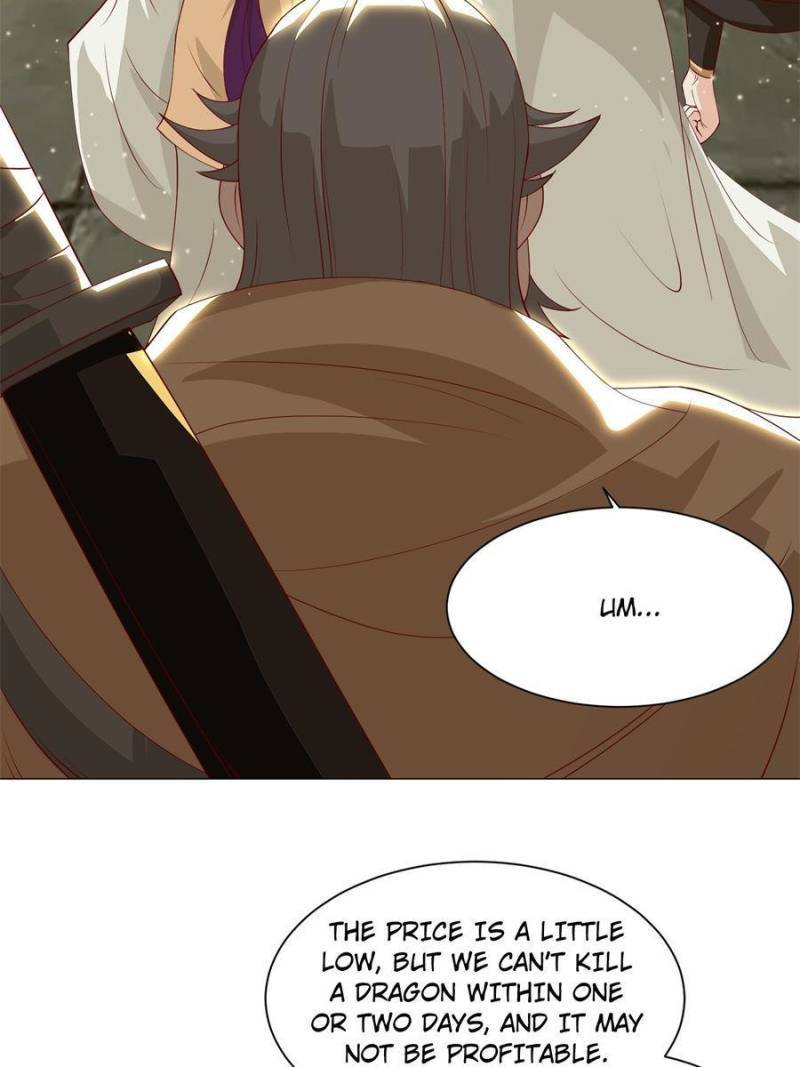 UM...
THE PRICE IS A LITTLE
LOW, BUT WE CAN'T KILL
A DRAGON WITHIN ONE
OR TWO DAYS, AND IT MAY
NOT BE PROFITABLE.